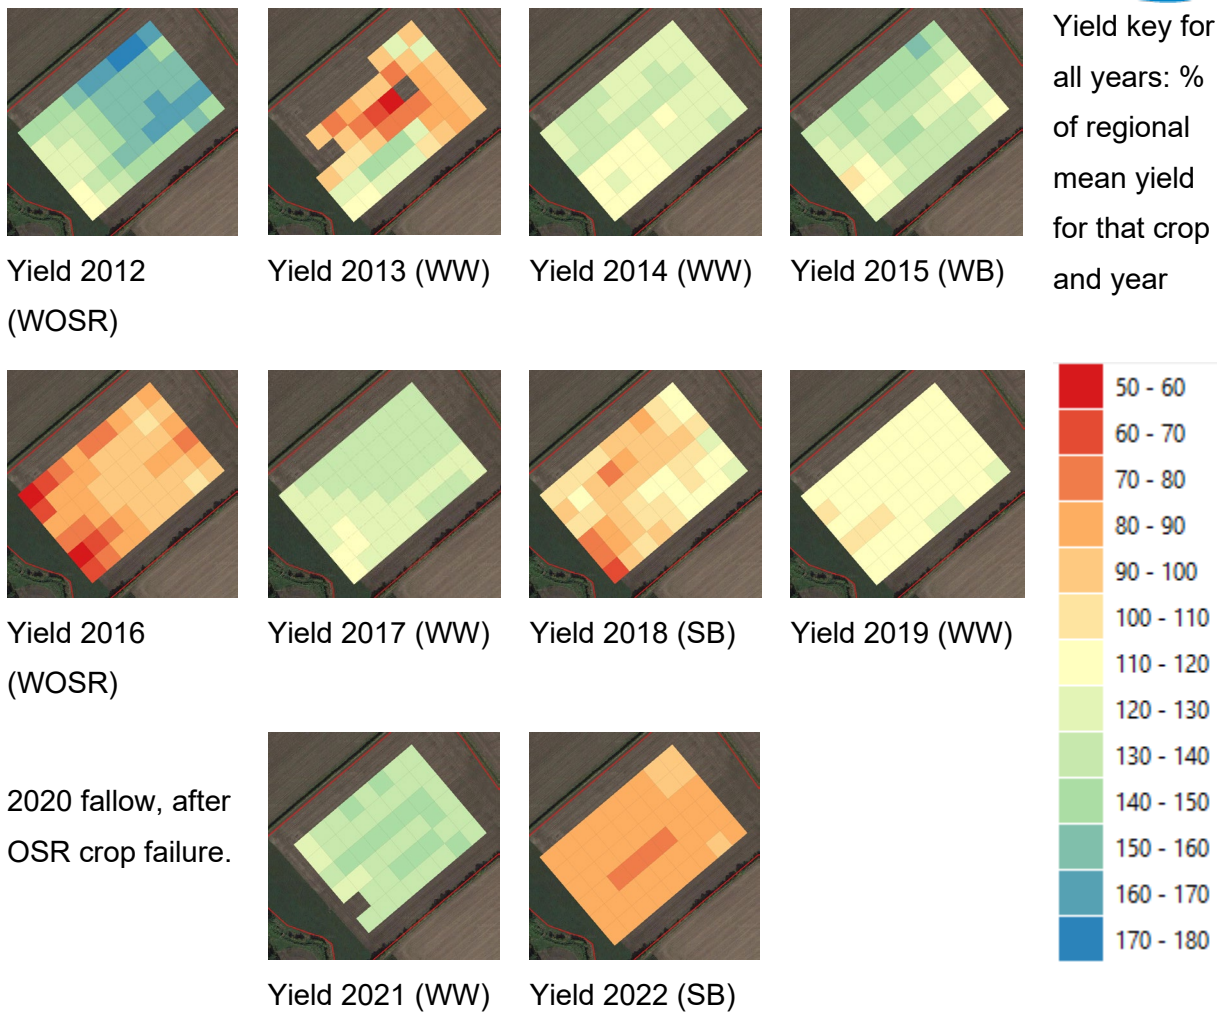 Yield 2012
(WOSR)
Yield 2013 (WW)
Yield 2014 (WW)
Yield 2015 (WB)
Yield key for
all years: %
of regional
mean yield
for that crop
and year
Yield 2016
(WOSR)
Yield 2017 (WW)
Yield 2018 (SB)
Yield 2019 (WW)
50 - 60
60 - 70
70 - 80
80 - 90
90 - 100
100 - 110
110 - 120
120 - 130
130 - 140
140 - 150
150 - 160
160 - 170
170 - 180
2020 fallow, after
OSR crop failure.
Yield 2021 (WW)
Yield 2022 (SB)